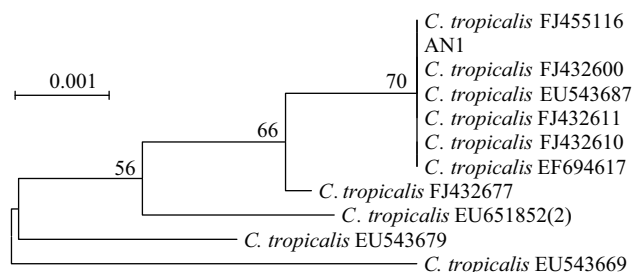 C. tropicalis FJ455116
AN1
0.001
70
C. tropicalis FJ432600
C. tropicalis EU543687
C. tropicalis FJ432611
66
C. tropicalis FJ432610
56
C. tropicalis EF694617
C. tropicalis FJ432677
C. tropicalis EU651852(2)
C. tropicalis EU543679
C. tropicalis EU543669